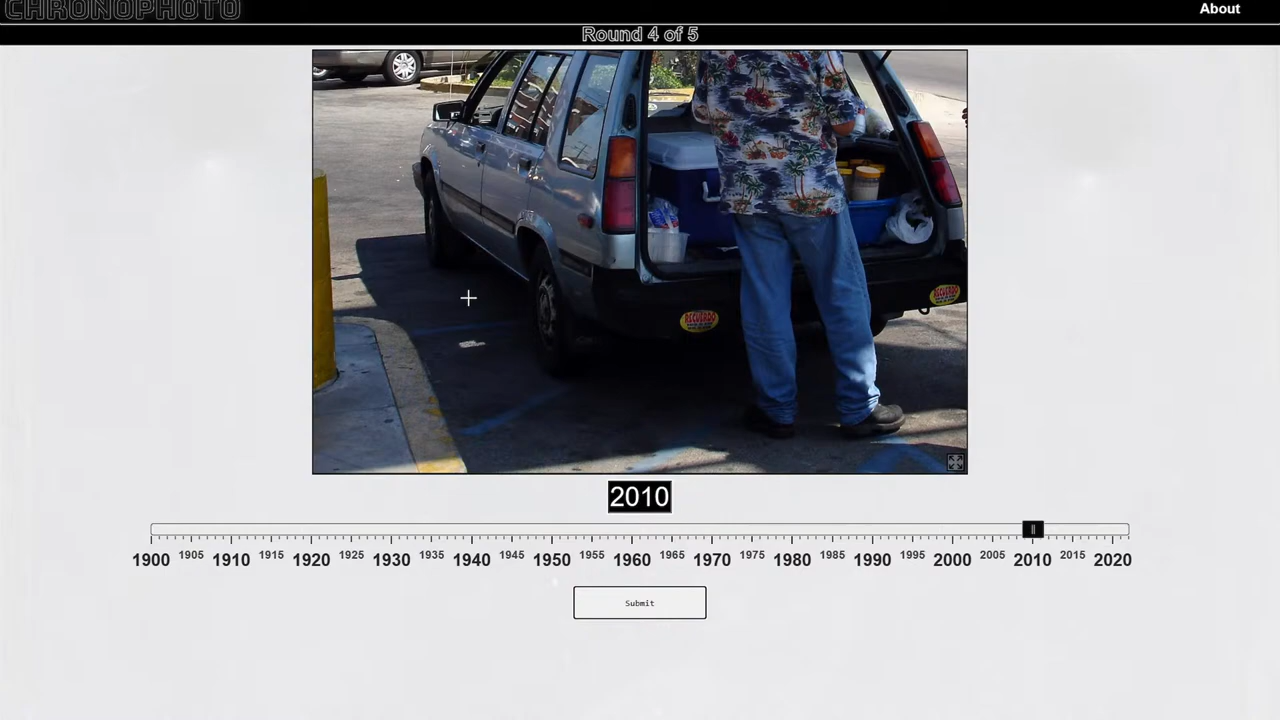 CHRONOPHOTO
About
Round 4 of 5
RECUERDO
2010
1900 1905 1910 1915 1920 1925 1930 1935 1940 1945 1950 1955 1960 1965 1970 1975 1980 1985 1990 1995 2000 2005 2010 2015 2020
Submit